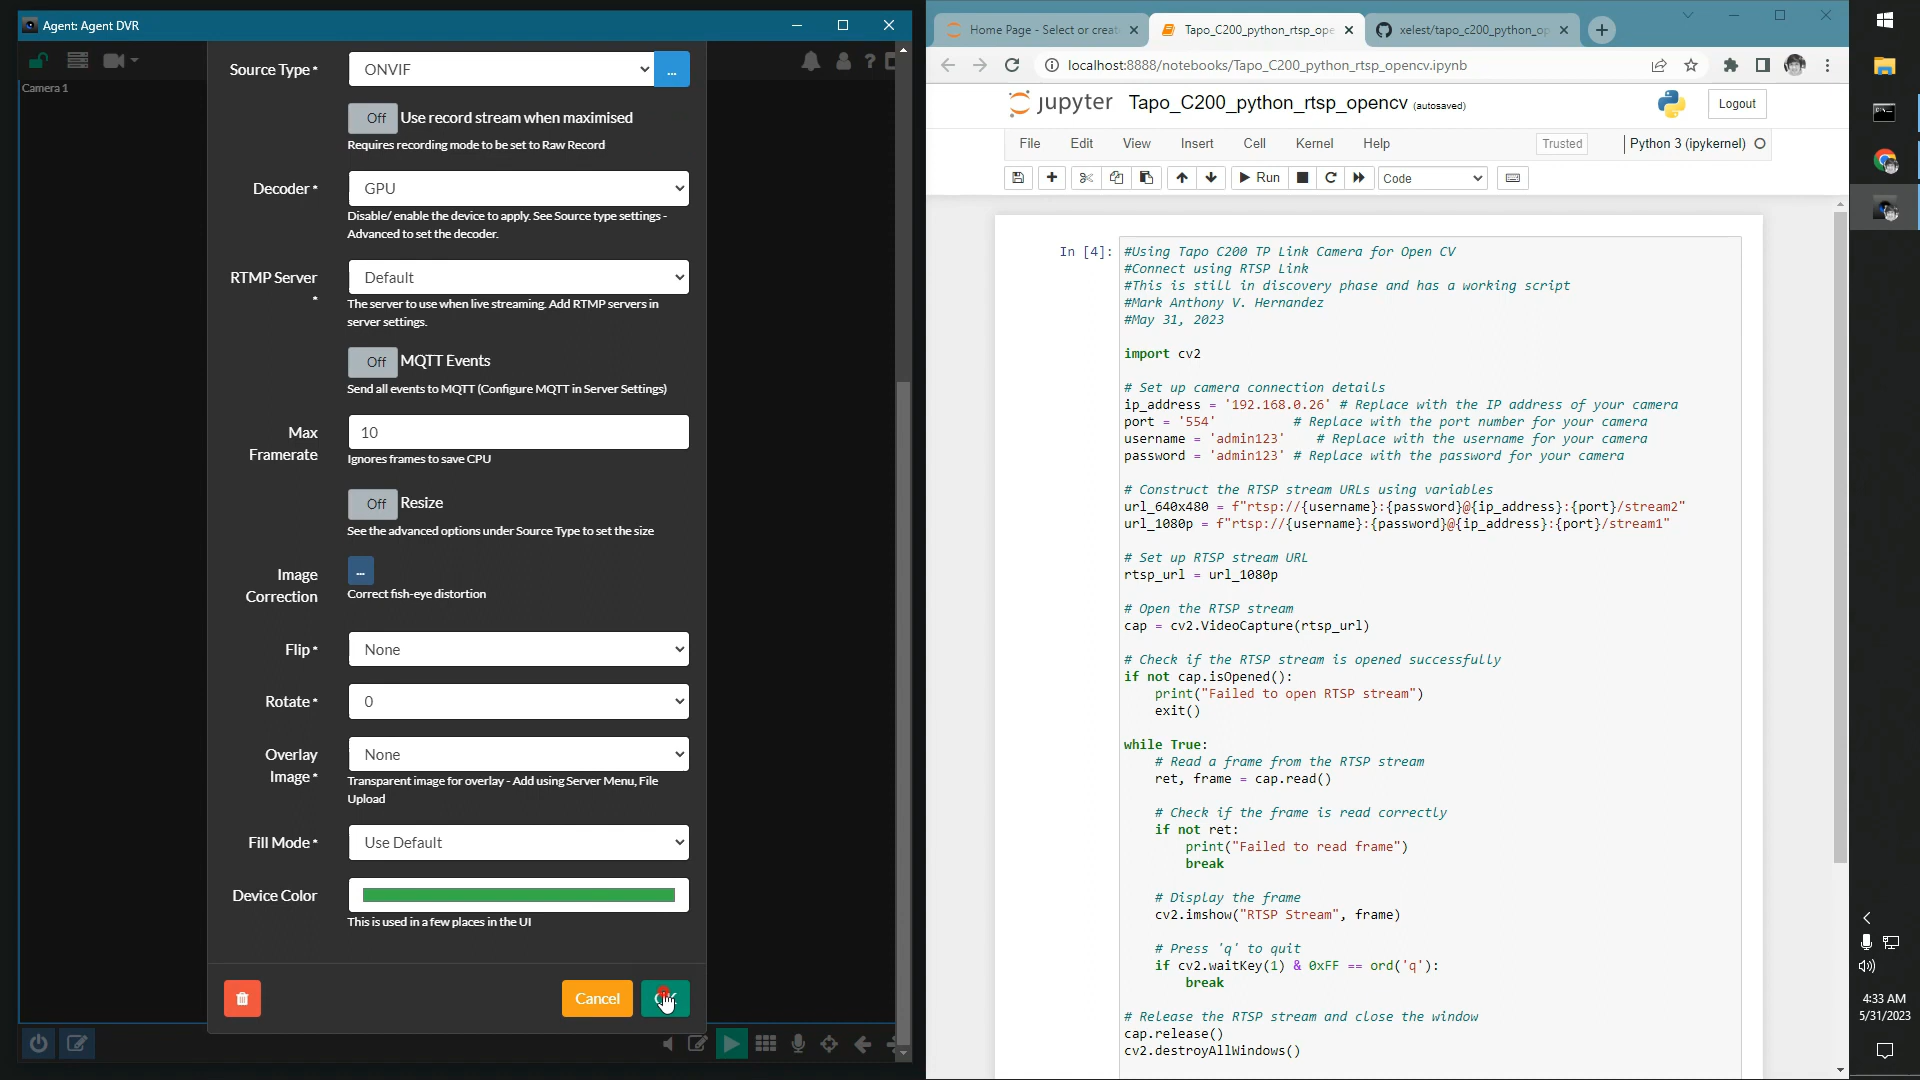 Agent: Agent DVR
Camera 1
Source Type *
ONVIF
...
Off Use record stream when maximised
Requires recording mode to be set to Raw Record
Decoder *
GPU
Disable/ enable the device to apply. See Source type settings -
Advanced to set the decoder.
RTMP Server
*
Default
The server to use when live streaming. Add RTMP servers in
server settings.
Off MQTT Events
Send all events to MQTT (Configure MQTT in Server Settings)
Max
Framerate
10
Ignores frames to save CPU
Off Resize
See the advanced options under Source Type to set the size
Image
Correction
...
Correct fish-eye distortion
Flip *
None
Rotate *
0
Overlay
Image *
None
Transparent image for overlay - Add using Server Menu, File
Upload
Fill Mode *
Use Default
Device Color
This is used in a few places in the UI
Cancel
Home Page - Select or creat
Tapo_C200_python_rtsp_ope
xelest/tapo_c200_python_op
localhost:8888/notebooks/Tapo_C200_python_rtsp_opencv.ipynb
jupyter Tapo_C200_python_rtsp_opencv (autosaved)
Logout
File Edit View Insert Cell Kernel Help
Trusted
Python 3 (ipykernel)
Run
Code
In [4]:
#Using Tapo C200 TP Link Camera for Open CV
#Connect using RTSP Link
#This is still in discovery phase and has a working script
#Mark Anthony V. Hernandez
#May 31, 2023
import cv2
# Set up camera connection details
ip_address = '192.168.0.26' # Replace with the IP address of your camera
port = '554' # Replace with the port number for your camera
username = 'admin123' # Replace with the username for your camera
password = 'admin123' # Replace with the password for your camera
# Construct the RTSP stream URLs using variables
url_640x480 = f"rtsp://{username}:{password}@{ip_address}:{port}/stream2"
url_1080p = f"rtsp://{username}:{password}@{ip_address}:{port}/stream1"
# Set up RTSP stream URL
rtsp_url = url_1080p
# Open the RTSP stream
cap = cv2.VideoCapture(rtsp_url)
# Check if the RTSP stream is opened successfully
if not cap.isOpened():
print("Failed to open RTSP stream")
exit()
while True:
# Read a frame from the RTSP stream
ret, frame = cap.read()
# Check if the frame is read correctly
if not ret:
print("Failed to read frame")
break
# Display the frame
cv2.imshow("RTSP Stream", frame)
# Press 'q' to quit
if cv2.waitKey(1) & 0xFF == ord('q'):
break
# Release the RTSP stream and close the window
cap.release()
cv2.destroyAllWindows()
4:33 AM
5/31/2023